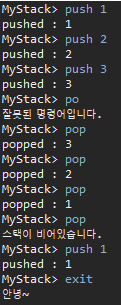 MyStack> push 1
pushed : 1
MyStack> push 2
pushed : 2
MyStack> push 3
pushed : 3
MyStack> po
잘못된 명령어입니다.
MyStack> pop
popped : 3
MyStack> pop
popped : 2
MyStack> pop
popped : 1
MyStack> pop
스택이 비어있습니다.
MyStack> push 1
pushed : 1
MyStack> exit
안녕~